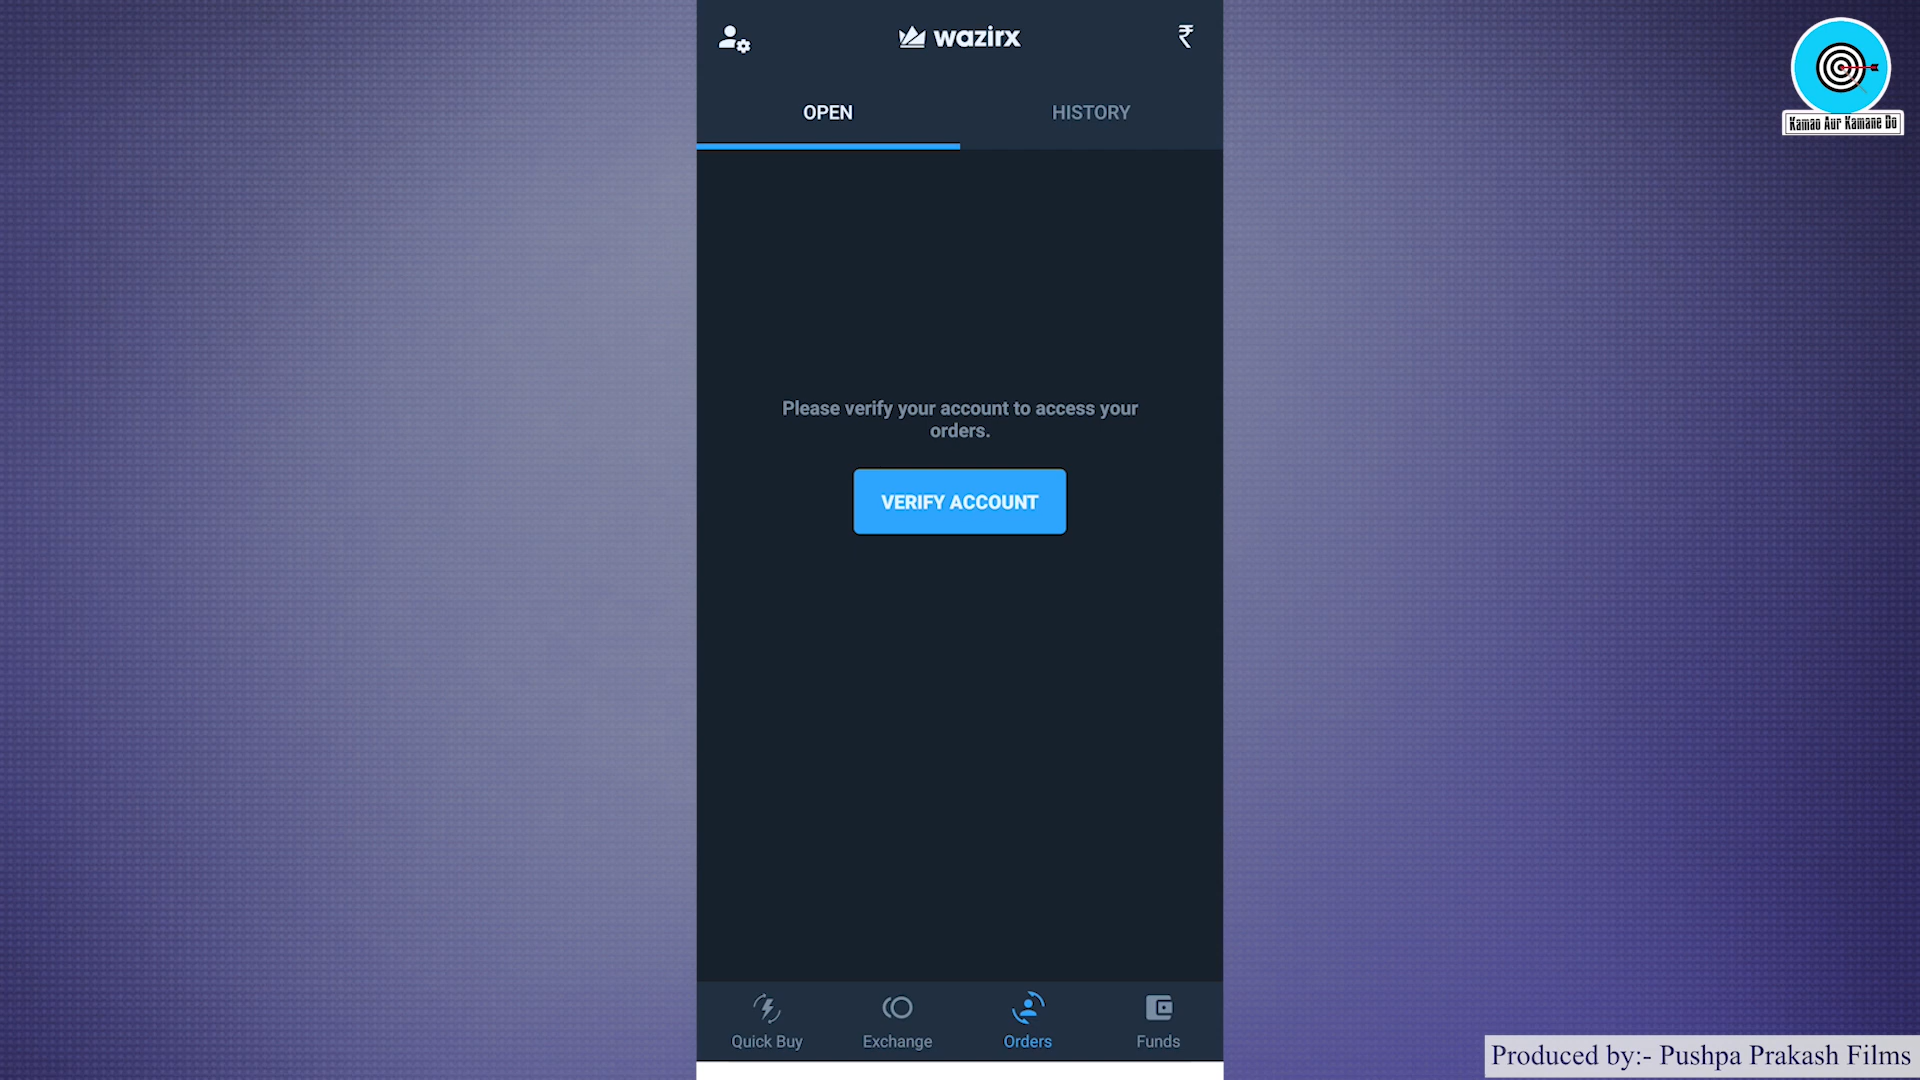 wazirx
₹
OPEN
HISTORY
Please verify your account to access your
orders.
VERIFY ACCOUNT
Quick Buy
Exchange
Orders
Funds
Kamao Aur Kamane Do
Produced by:- Pushpa Prakash Films